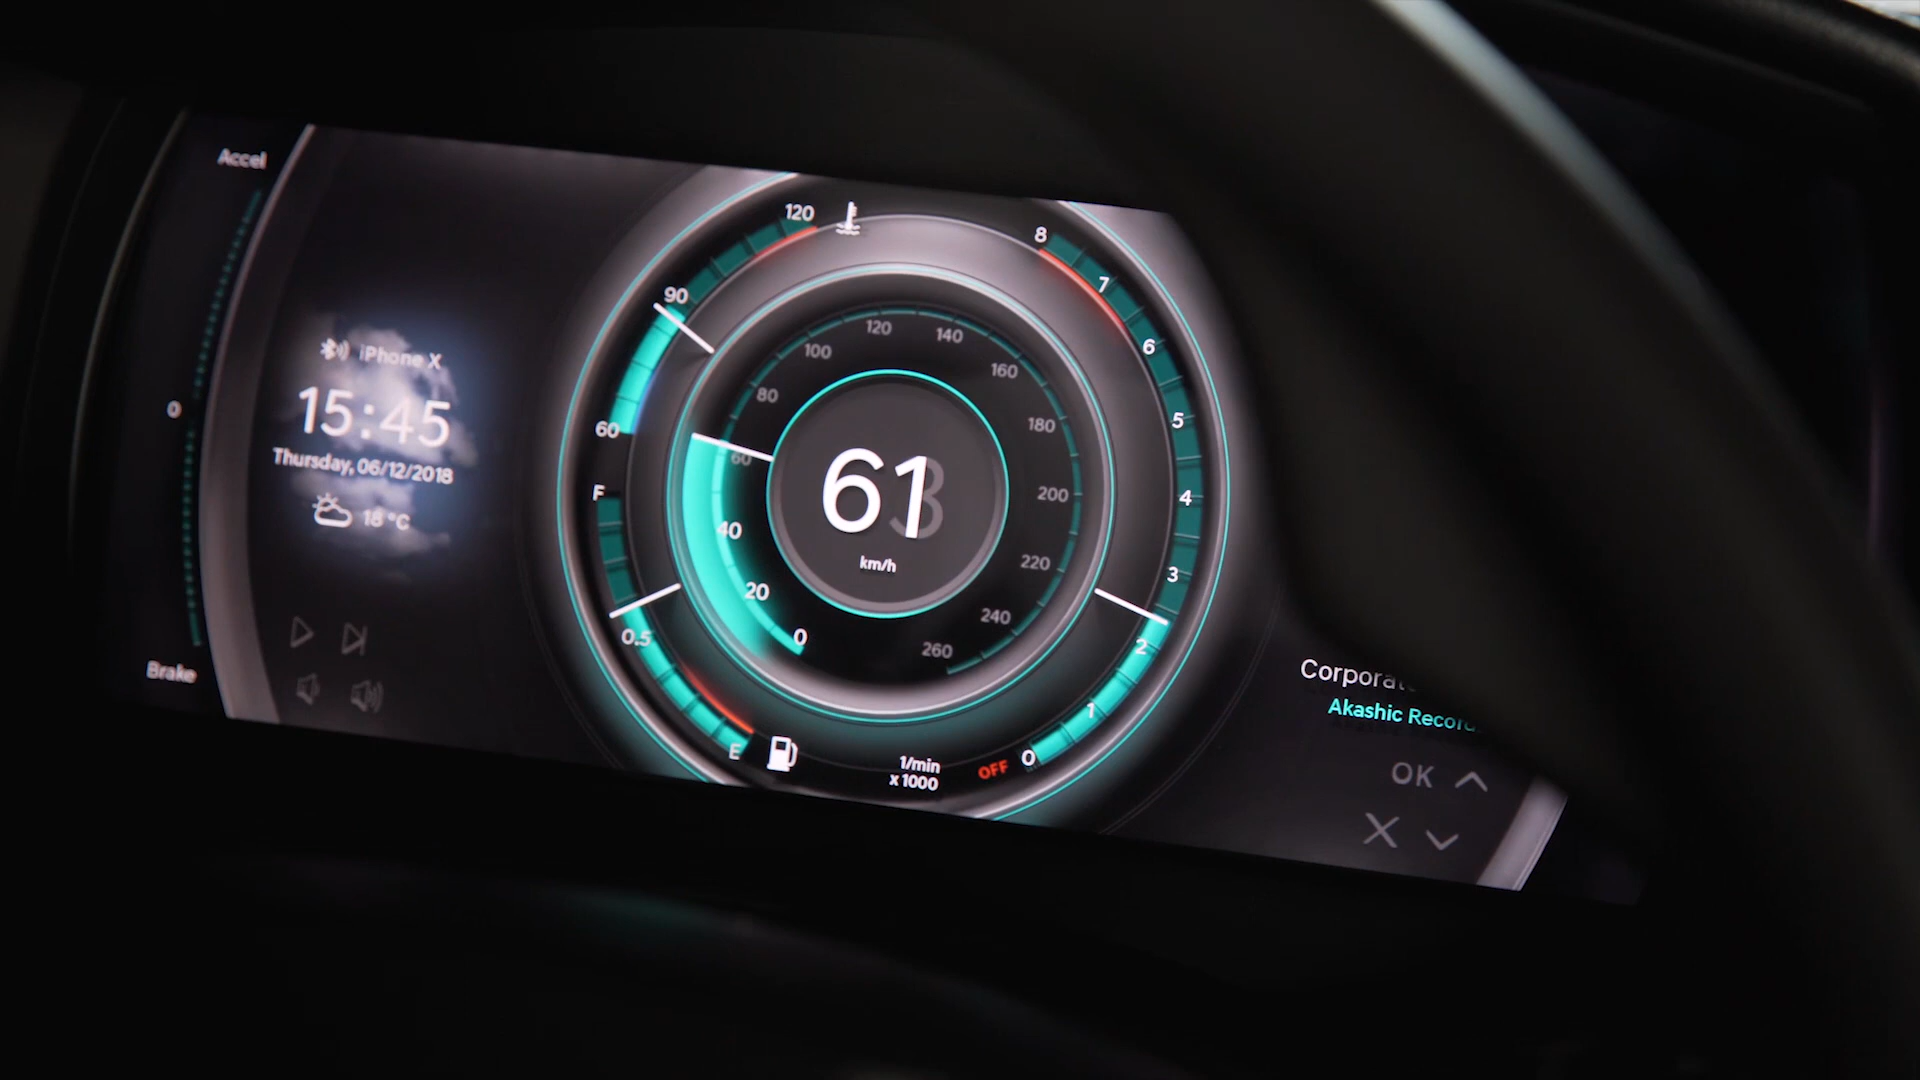 Accel
0
Brake
iPhone X
15:45
Thursday, 06/12/2018
18 °C
120
90
60
F
0.5
E
0
20
40
60
80
100
120
140
160
180
200
220
240
260
61
km/h
8
7
6
5
4
3
2
1
0
OFF
1/min
x 1000
Akashic
OK